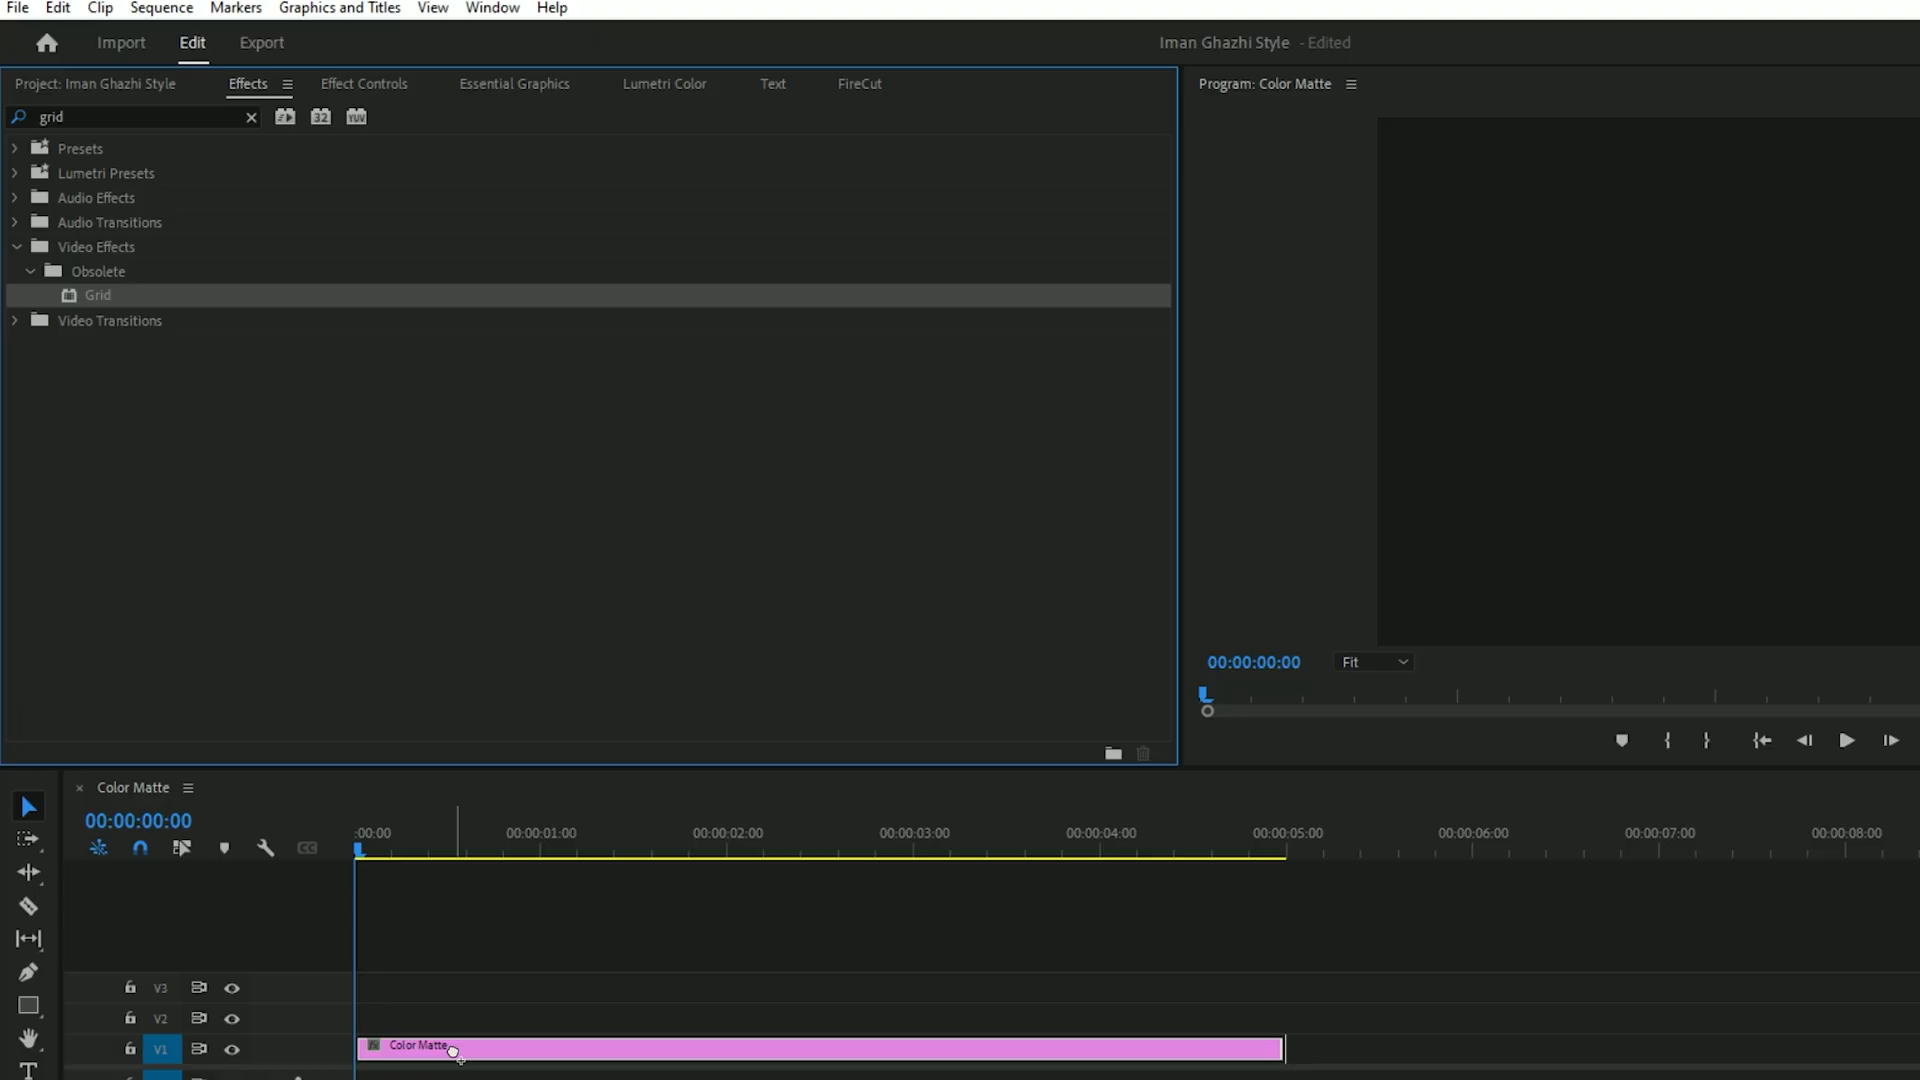 File Edit Clip Sequence Markers Graphics and Titles View Window Help
Import Edit Export Iman Ghazhi Style - Edited
Project: Iman Ghazhi Style Effects Effect Controls Essential Graphics Lumetri Color Text FireCut Program: Color Matte
grid 32 YUV
Presets
Lumetri Presets
Audio Effects
Audio Transitions
Video Effects
Obsolete
Grid
Video Transitions
00:00:00:00 Fit
Color Matte
00:00:00:00
:00:00 00:00:01:00 00:00:02:00 00:00:03:00 00:00:04:00 00:00:05:00 00:00:06:00 00:00:07:00 00:00:08:00
CC
V3
V2
V1 fx Color Matte